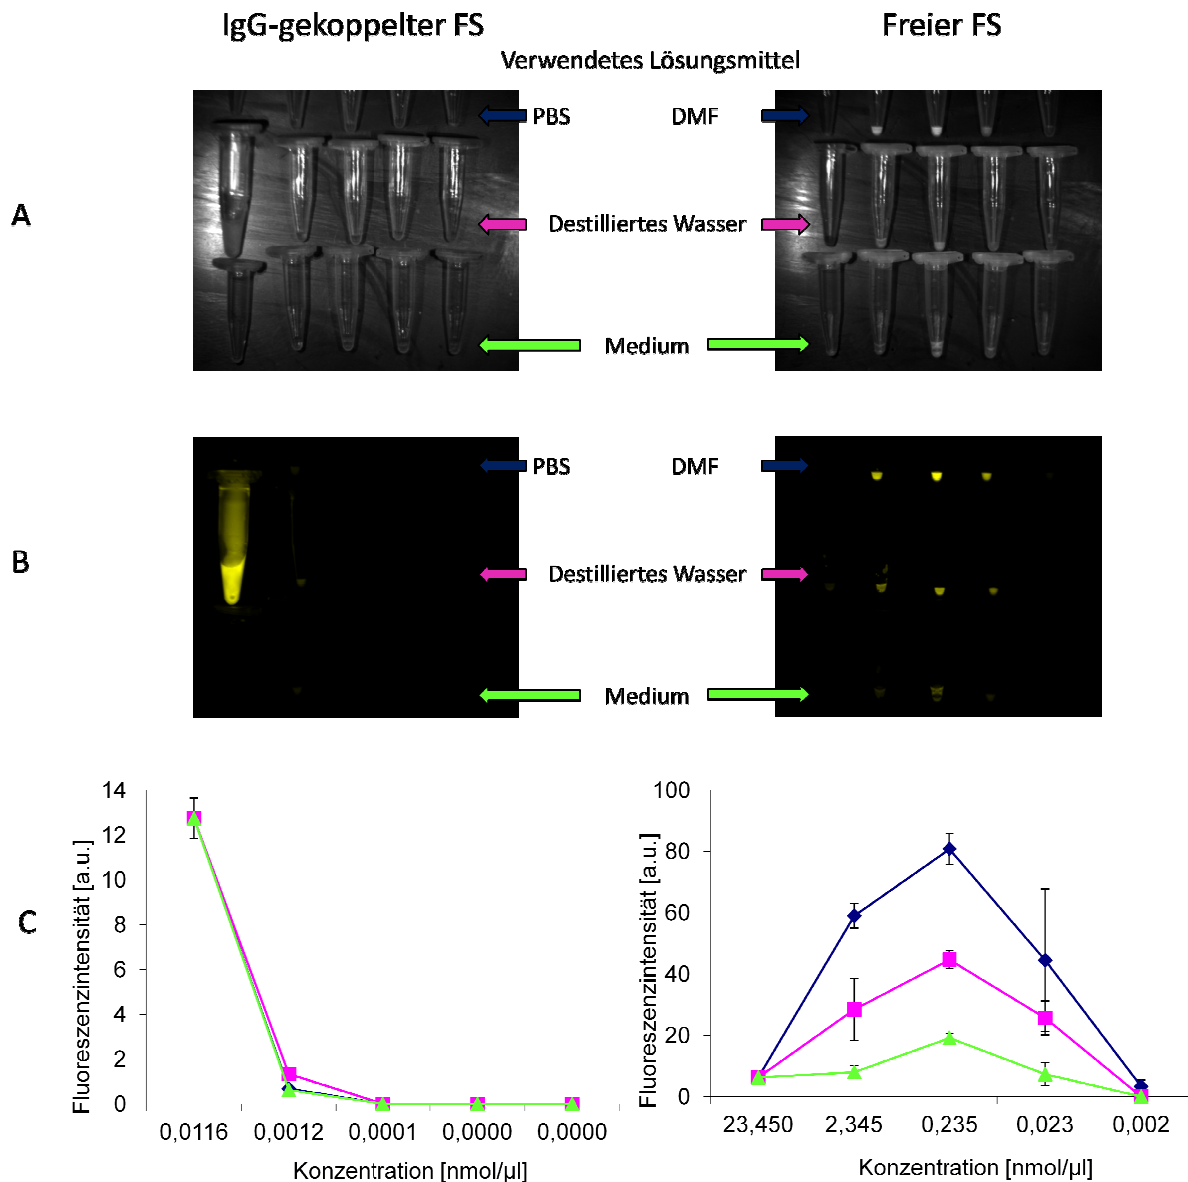 IgG-gekoppelter FS
Freier FS
Verwendetes Lösungsmittel
A
PBS
DMF
Destilliertes Wasser
Medium
B
PBS
DMF
Destilliertes Wasser
Medium
C
Fluoreszenzintensität [a.u.]
14
12
10
8
6
4
2
0
0,0116 0,0012 0,0001 0,0000 0,0000
Konzentration [nmol/µl]
Fluoreszenzintensität [a.u.]
100
80
60
40
20
0
23,450 2,345 0,235 0,023 0,002
Konzentration [nmol/µl]